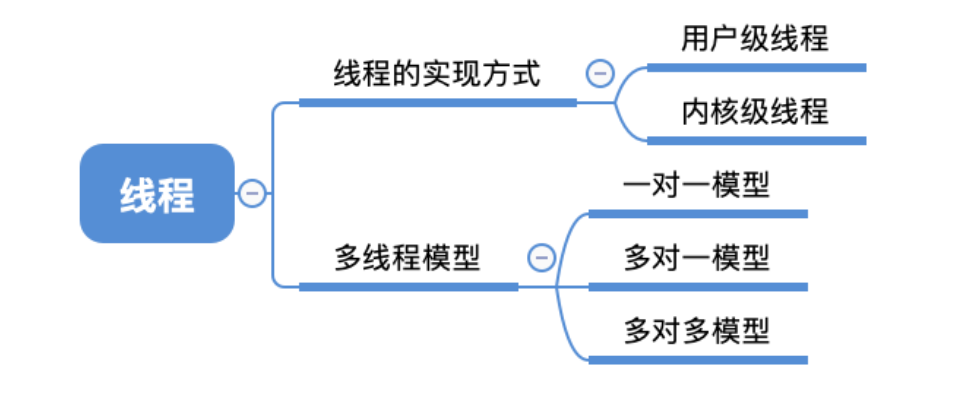 线程
线程的实现方式
用户级线程
内核级线程
多线程模型
一对一模型
多对一模型
多对多模型